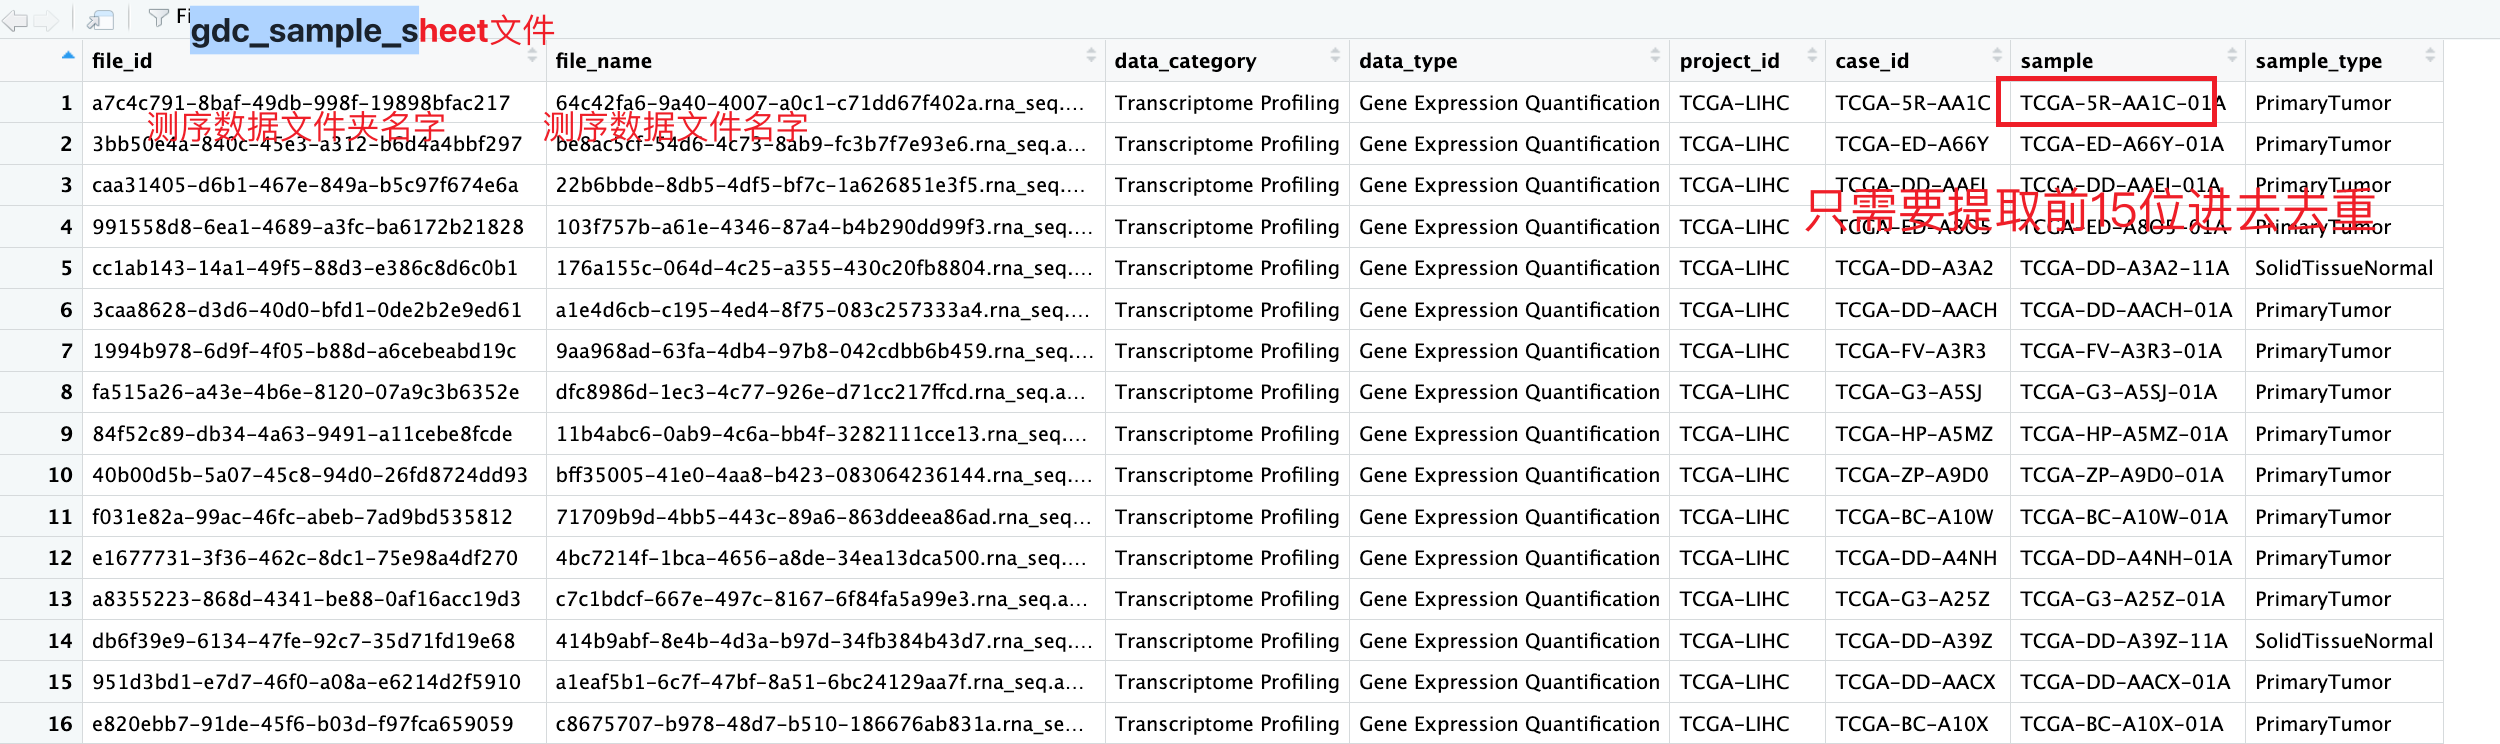 Fi
gdc_sample_sheet文件
file_id file_name data_category data_type project_id case_id sample sample_type
1 a7c4c791-8baf-49db-998f-19898bfac217 64c42fa6-9a40-4007-a0c1-c71dd67f402a.rna_seq.... Transcriptome Profiling Gene Expression Quantification TCGA-LIHC TCGA-5R-AA1C TCGA-5R-AA1C-01A PrimaryTumor
测序数据文件夹名字 测序数据文件名字
2 3bb50e4a-840c-45e3-a312-b6d4a4bbf297 be8ac5cf-54d6-4c73-8ab9-fc3b7f7e93e6.rna_seq.a... Transcriptome Profiling Gene Expression Quantification TCGA-LIHC TCGA-ED-A66Y TCGA-ED-A66Y-01A PrimaryTumor
3 caa31405-d6b1-467e-849a-b5c97f674e6a 22b6bbde-8db5-4df5-bf7c-1a626851e3f5.rna_seq.... Transcriptome Profiling Gene Expression Quantification TCGA-LIHC TCGA-DD-AAEI TCGA-DD-AAEI-01A PrimaryTumor
只需要提取前15位进去去重
4 991558d8-6ea1-4689-a3fc-ba6172b21828 103f757b-a61e-4346-87a4-b4b290dd99f3.rna_seq.... Transcriptome Profiling Gene Expression Quantification TCGA-LIHC TCGA-ED-A8O5 TCGA-ED-A8O5-01A PrimaryTumor
5 cc1ab143-14a1-49f5-88d3-e386c8d6c0b1 176a155c-064d-4c25-a355-430c20fb8804.rna_seq.... Transcriptome Profiling Gene Expression Quantification TCGA-LIHC TCGA-DD-A3A2 TCGA-DD-A3A2-11A SolidTissueNormal
6 3caa8628-d3d6-40d0-bfd1-0de2b2e9ed61 a1e4d6cb-c195-4ed4-8f75-083c257333a4.rna_seq.... Transcriptome Profiling Gene Expression Quantification TCGA-LIHC TCGA-DD-AACH TCGA-DD-AACH-01A PrimaryTumor
7 1994b978-6d9f-4f05-b88d-a6cebeabd19c 9aa968ad-63fa-4db4-97b8-042cdbb6b459.rna_seq.... Transcriptome Profiling Gene Expression Quantification TCGA-LIHC TCGA-FV-A3R3 TCGA-FV-A3R3-01A PrimaryTumor
8 fa515a26-a43e-4b6e-8120-07a9c3b6352e dfc8986d-1ec3-4c77-926e-d71cc217ffcd.rna_seq.a... Transcriptome Profiling Gene Expression Quantification TCGA-LIHC TCGA-G3-A5SJ TCGA-G3-A5SJ-01A PrimaryTumor
9 84f52c89-db34-4a63-9491-a11cebe8fcde 11b4abc6-0ab9-4c6a-bb4f-3282111cce13.rna_seq.... Transcriptome Profiling Gene Expression Quantification TCGA-LIHC TCGA-HP-A5MZ TCGA-HP-A5MZ-01A PrimaryTumor
10 40b00d5b-5a07-45c8-94d0-26fd8724dd93 bff35005-41e0-4aa8-b423-083064236144.rna_seq.... Transcriptome Profiling Gene Expression Quantification TCGA-LIHC TCGA-ZP-A9D0 TCGA-ZP-A9D0-01A PrimaryTumor
11 f031e82a-99ac-46fc-abeb-7ad9bd535812 71709b9d-4bb5-443c-89a6-863ddeea86ad.rna_seq... Transcriptome Profiling Gene Expression Quantification TCGA-LIHC TCGA-BC-A10W TCGA-BC-A10W-01A PrimaryTumor
12 e1677731-3f36-462c-8dc1-75e98a4df270 4bc7214f-1bca-4656-a8de-34ea13dca500.rna_seq.... Transcriptome Profiling Gene Expression Quantification TCGA-LIHC TCGA-DD-A4NH TCGA-DD-A4NH-01A PrimaryTumor
13 a8355223-868d-4341-be88-0af16acc19d3 c7c1bdcf-667e-497c-8167-6f84fa5a99e3.rna_seq.a... Transcriptome Profiling Gene Expression Quantification TCGA-LIHC TCGA-G3-A25Z TCGA-G3-A25Z-01A PrimaryTumor
14 db6f39e9-6134-47fe-92c7-35d71fd19e68 414b9abf-8e4b-4d3a-b97d-34fb384b43d7.rna_seq.... Transcriptome Profiling Gene Expression Quantification TCGA-LIHC TCGA-DD-A39Z TCGA-DD-A39Z-11A SolidTissueNormal
15 951d3bd1-e7d7-46f0-a08a-e6214d2f5910 a1eaf5b1-6c7f-47bf-8a51-6bc24129aa7f.rna_seq.a... Transcriptome Profiling Gene Expression Quantification TCGA-LIHC TCGA-DD-AACX TCGA-DD-AACX-01A PrimaryTumor
16 e820ebb7-91de-45f6-b03d-f97fca659059 c8675707-b978-48d7-b510-186676ab831a.rna_se... Transcriptome Profiling Gene Expression Quantification TCGA-LIHC TCGA-BC-A10X TCGA-BC-A10X-01A PrimaryTumor